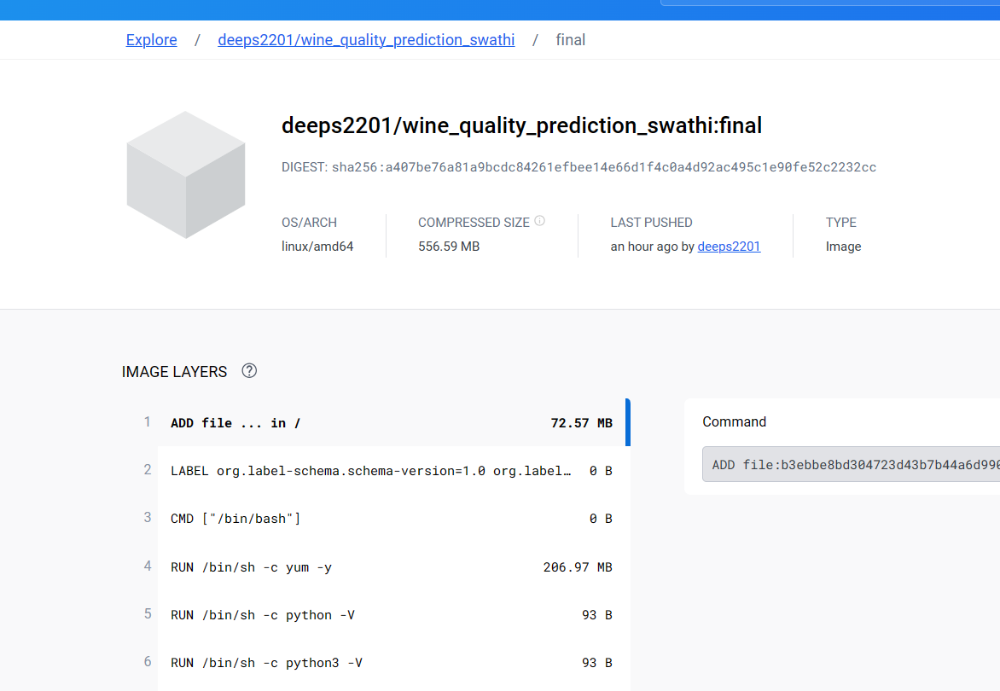 Explore / deeps2201/wine_quality_prediction_swathi / final
deeps2201/wine_quality_prediction_swathi:final
DIGEST: sha256:a407be76a81a9bcdc84261efbee14e66d1f4c0a4d92ac495c1e90fe52c2232cc
OS/ARCH COMPRESSED SIZE LAST PUSHED TYPE
linux/amd64 556.59 MB an hour ago by deeps2201 Image
IMAGE LAYERS
1 ADD file ... in / 72.57 MB
Command
2 LABEL org.label-schema.schema-version=1.0 org.label… 0 B
ADD file:b3ebbe8bd304723d43b7b44a6d990
3 CMD ["/bin/bash"] 0 B
4 RUN /bin/sh -c yum -y 206.97 MB
5 RUN /bin/sh -c python -V 93 B
6 RUN /bin/sh -c python3 -V 93 B